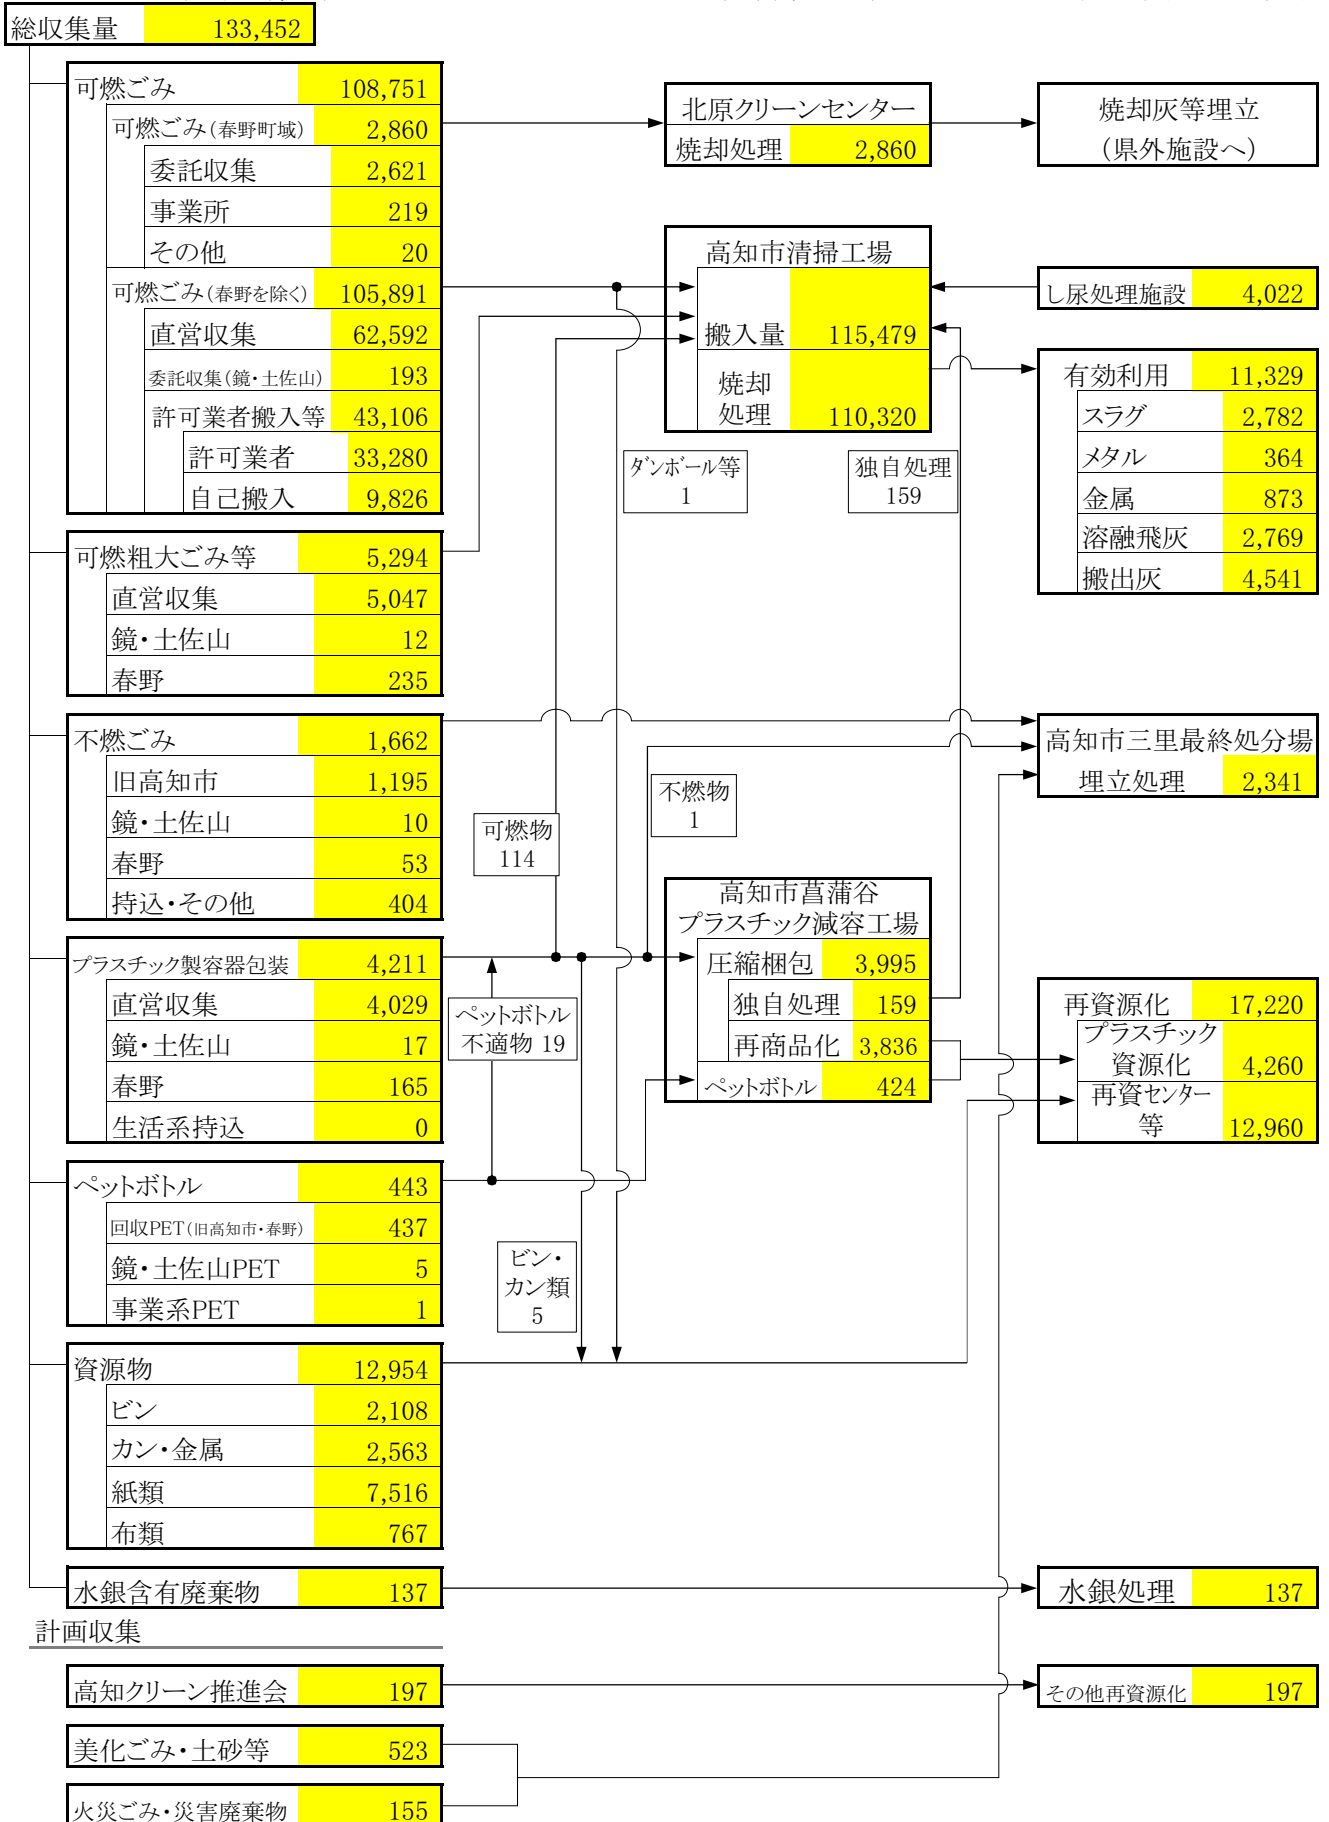 総収集量 133,452
可燃ごみ 108,751
可燃ごみ（春野町域） 2,860
委託収集 2,621
事業所 219
その他 20
可燃ごみ（春野を除く） 105,891
直営収集 62,592
委託収集（鏡・土佐山） 193
許可業者搬入等 43,106
許可業者 33,280
自己搬入 9,826
可燃粗大ごみ等 5,294
直営収集 5,047
鏡・土佐山 12
春野 235
不燃ごみ 1,662
旧高知市 1,195
鏡・土佐山 10
春野 53
持込・その他 404
プラスチック製容器包装 4,211
直営収集 4,029
鏡・土佐山 17
春野 165
生活系持込 0
ペットボトル 443
回収PET（旧高知市・春野） 437
鏡・土佐山PET 5
事業系PET 1
資源物 12,954
ビン 2,108
カン・金属 2,563
紙類 7,516
布類 767
水銀含有廃棄物 137
計画収集
高知クリーン推進会 197
美化ごみ・土砂等 523
火災ごみ・災害廃棄物 155
可燃物
114
ペットボトル
不適物 19
ビン・
カン類
5
北原クリーンセンター
焼却処理 2,860
高知市清掃工場
搬入量 115,479
焼却
処理 110,320
ダンボール等
1
独自処理
159
不燃物
1
高知市菖蒲谷
プラスチック減容工場
圧縮梱包 3,995
独自処理 159
再商品化 3,836
ペットボトル 424
焼却灰等埋立
（県外施設へ）
し尿処理施設 4,022
有効利用 11,329
スラグ 2,782
メタル 364
金属 873
溶融飛灰 2,769
搬出灰 4,541
高知市三里最終処分場
埋立処理 2,341
再資源化 17,220
プラスチック
資源化 4,260
再資センター
等 12,960
水銀処理 137
その他再資源化 197